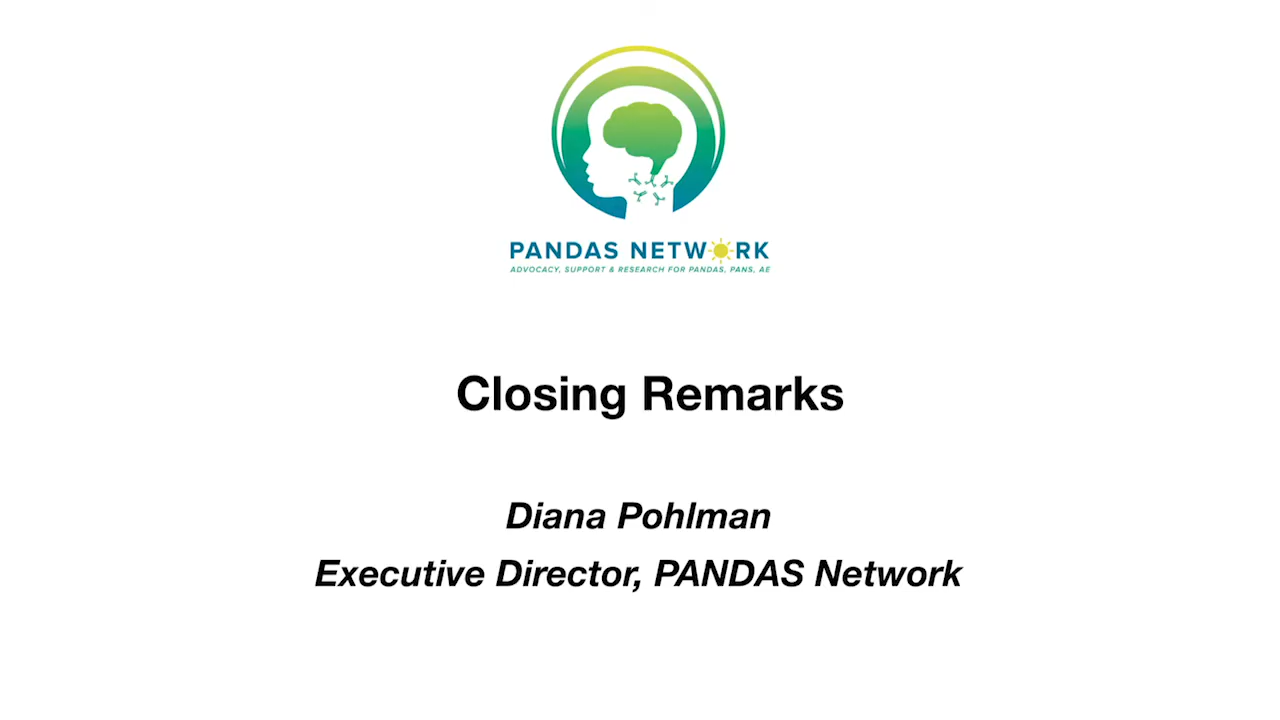 PANDAS NETWORK
ADVOCACY, SUPPORT & RESEARCH FOR PANDAS, PANS, AE
Closing Remarks
Diana Pohlman
Executive Director, PANDAS Network